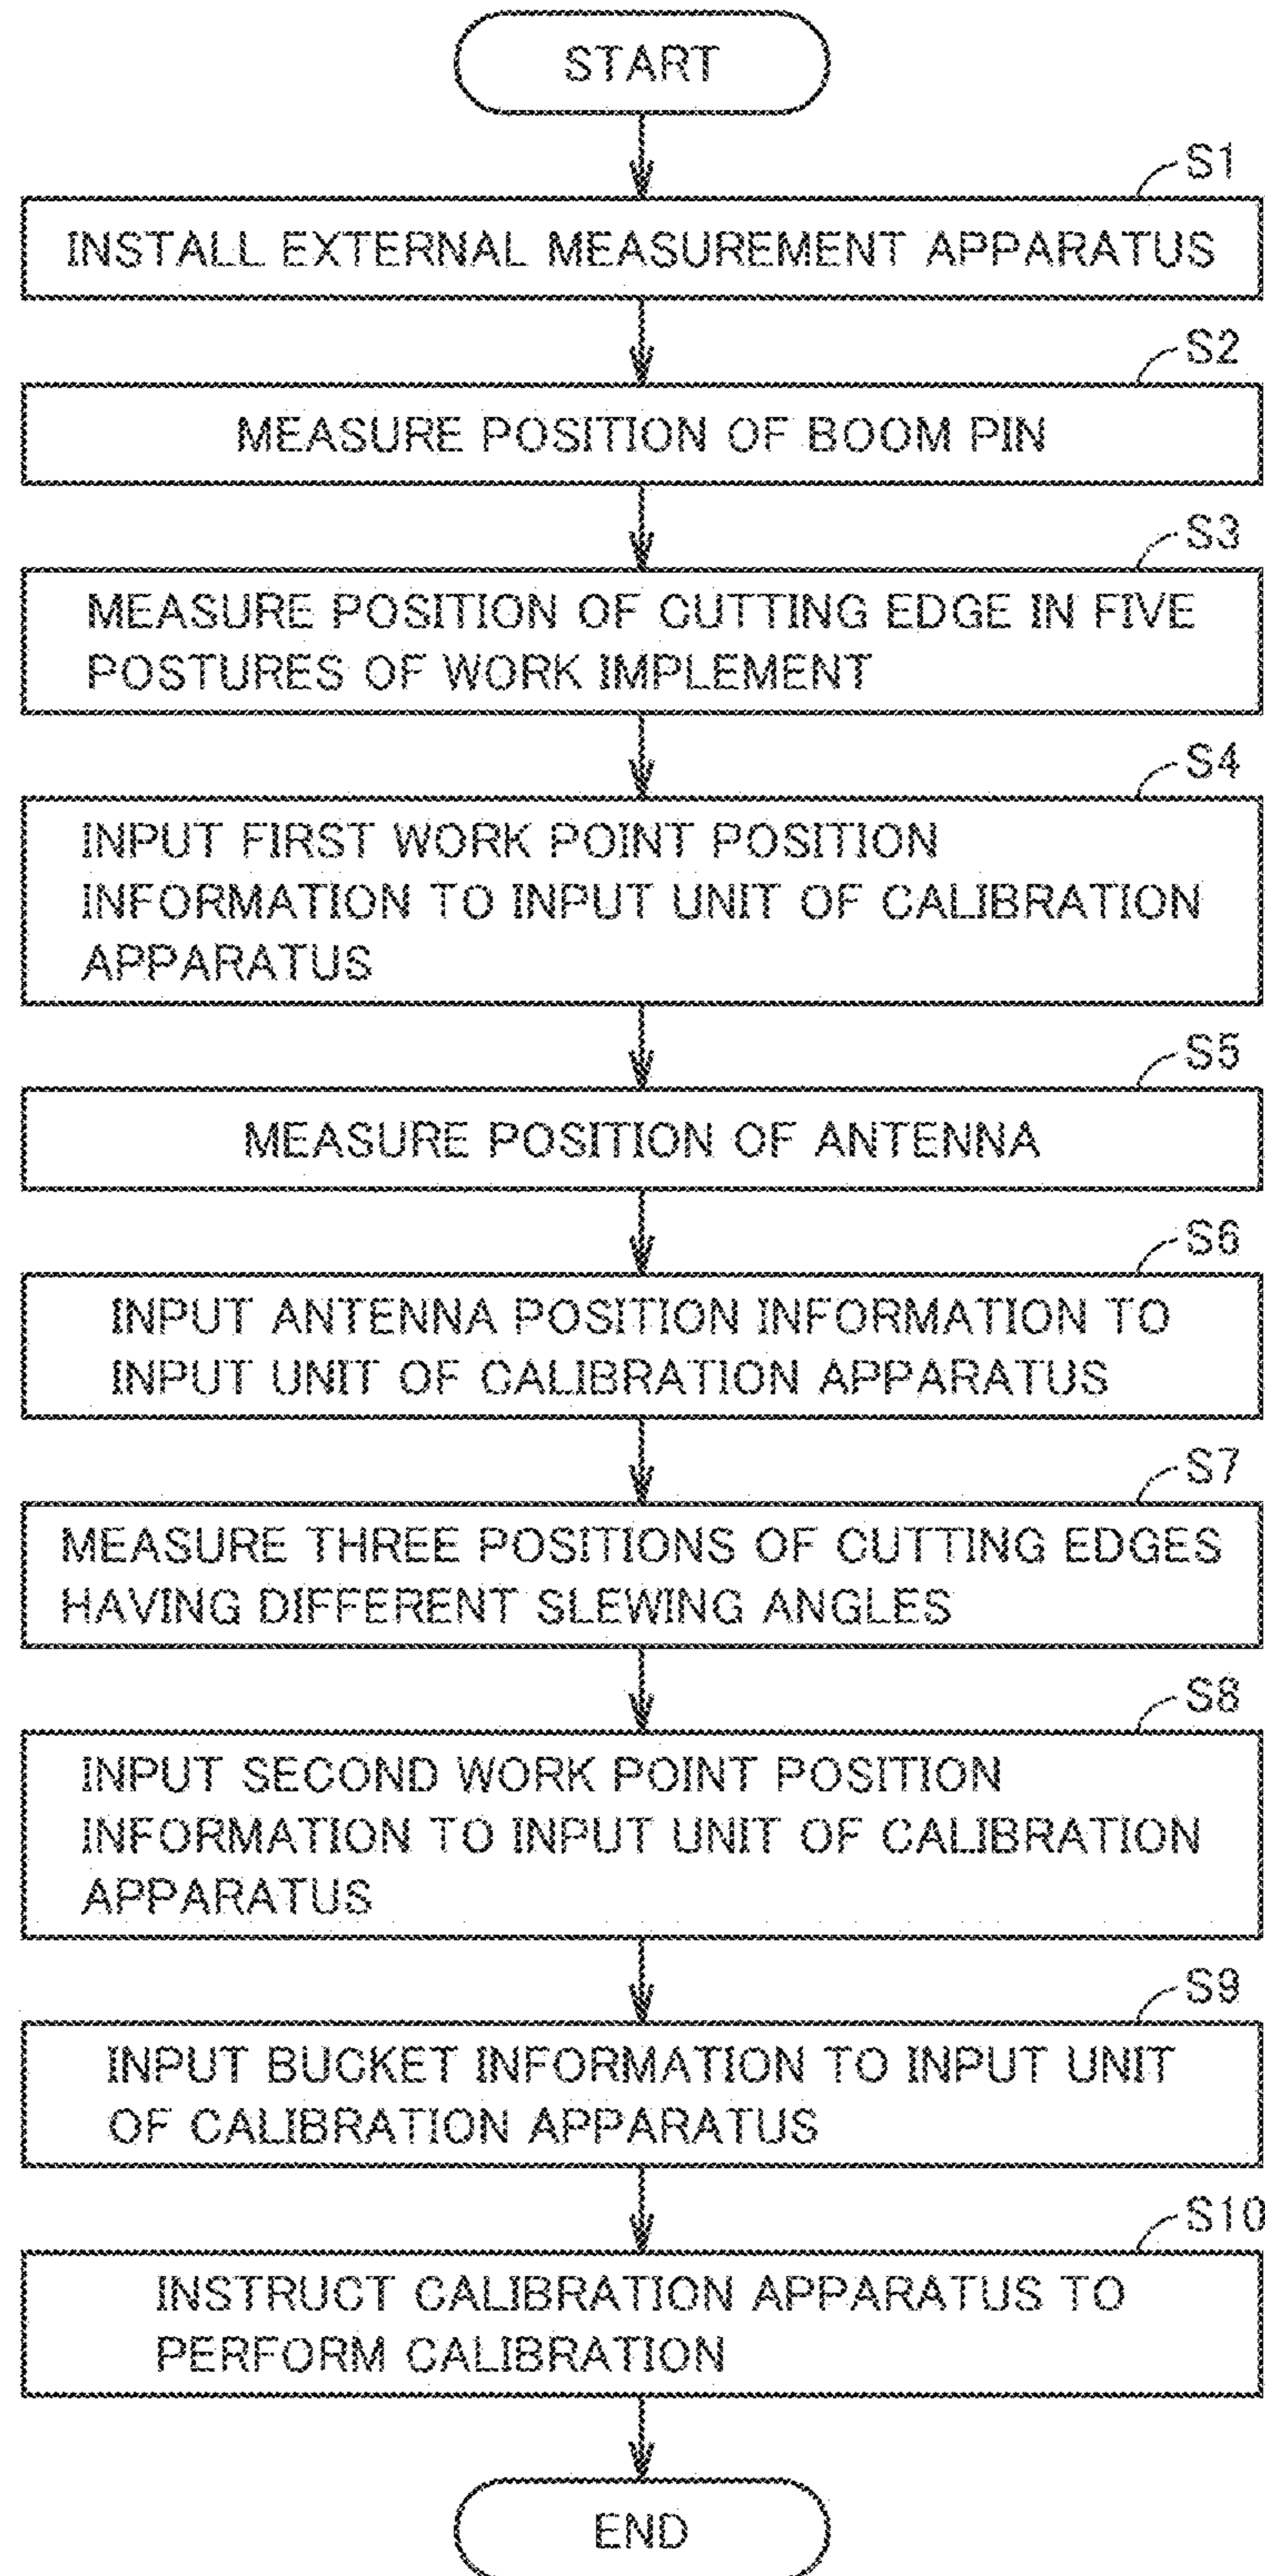 START
S1
INSTALL EXTERNAL MEASUREMENT APPARATUS
S2
MEASURE POSITION OF BOOM PIN
S3
MEASURE POSITION OF CUTTING EDGE IN FIVE
POSTURES OF WORK IMPLEMENT
S4
INPUT FIRST WORK POINT POSITION
INFORMATION TO INPUT UNIT OF CALIBRATION
APPARATUS
S5
MEASURE POSITION OF ANTENNA
S6
INPUT ANTENNA POSITION INFORMATION TO
INPUT UNIT OF CALIBRATION APPARATUS
S7
MEASURE THREE POSITIONS OF CUTTING EDGES
HAVING DIFFERENT SLEWING ANGLES
S8
INPUT SECOND WORK POINT POSITION
INFORMATION TO INPUT UNIT OF CALIBRATION
APPARATUS
S9
INPUT BUCKET INFORMATION TO INPUT UNIT
OF CALIBRATION APPARATUS
S10
INSTRUCT CALIBRATION APPARATUS TO
PERFORM CALIBRATION
END